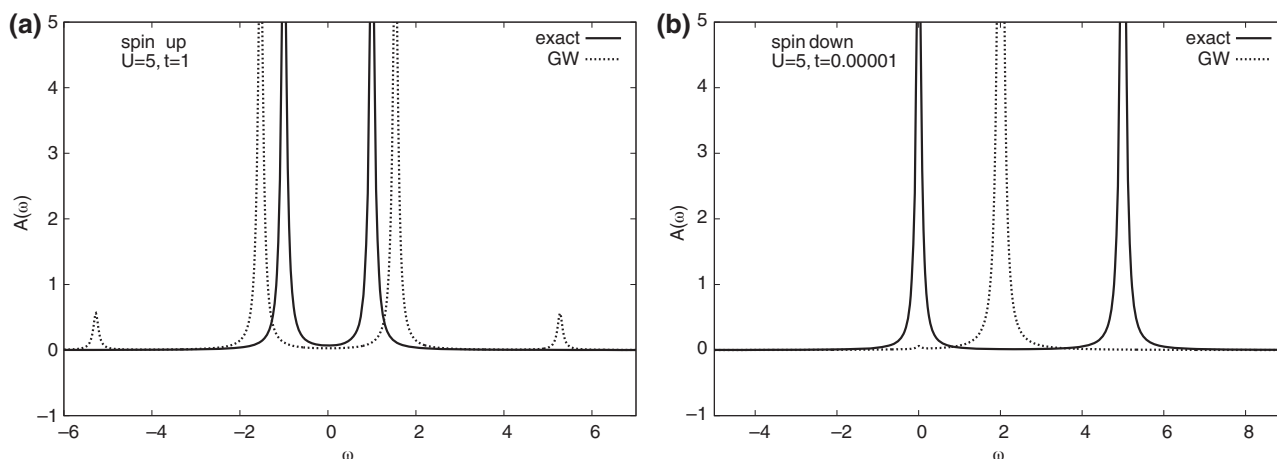 (a)
5
spin up
U=5, t=1
exact
GW
4
3
A(ω)
2
1
0
−1
−6 −4 −2 0 2 4 6
ω
(b)
5
spin down
U=5, t=0.00001
exact
GW
4
3
A(ω)
2
1
0
−1
−4 −2 0 2 4 6 8
ω